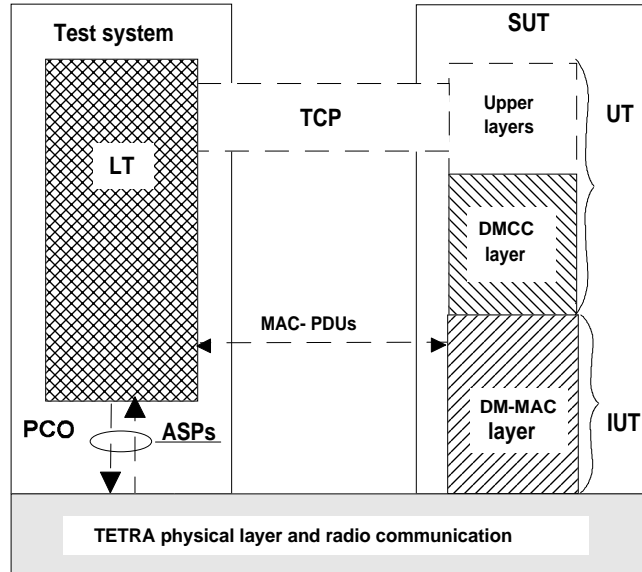 Test system
SUT
Upper
layers
UT
TCP
LT
DMCC
layer
MAC- PDUs
DM-MAC
layer
IUT
PCO
ASPs
TETRA physical layer and radio communication